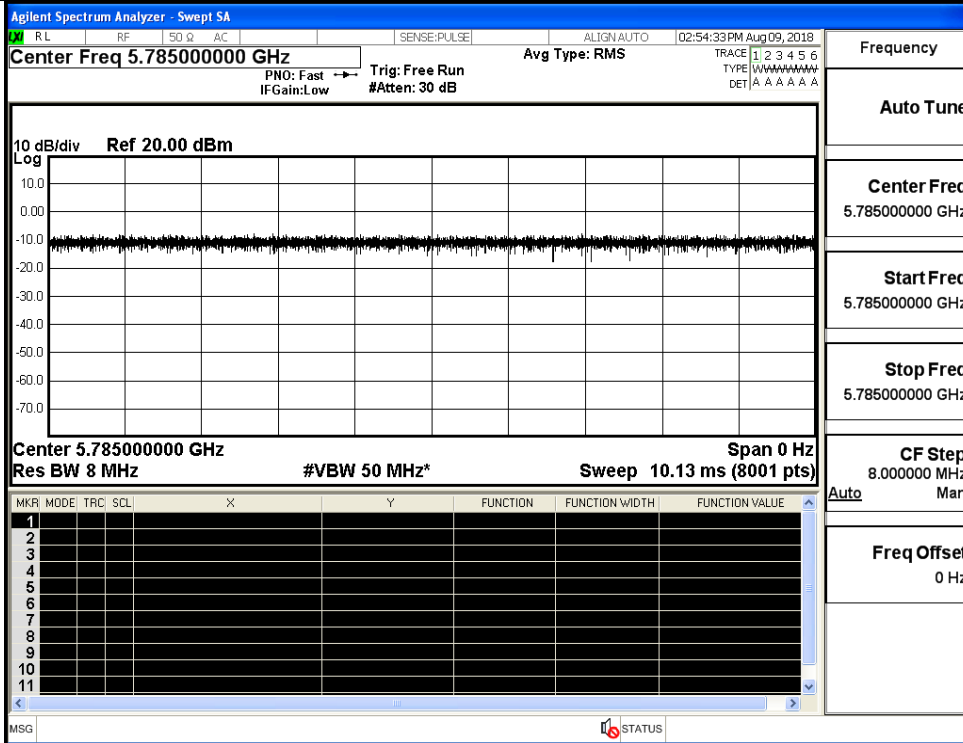 Agilent Spectrum Analyzer - Swept SA
LXI RL RF 50 Ω AC SENSE:PULSE ALIGN AUTO 02:54:33 PM Aug 09, 2018
Center Freq 5.785000000 GHz
PNO: Fast
IFGain:Low
Trig: Free Run
#Atten: 30 dB
Avg Type: RMS
TRACE 1 2 3 4 5 6
TYPE WWWWWW
DET A A A A A A
10 dB/div Ref 20.00 dBm
Log
10.0
0.00
-10.0
-20.0
-30.0
-40.0
-50.0
-60.0
-70.0
Center 5.785000000 GHz Span 0 Hz
Res BW 8 MHz #VBW 50 MHz* Sweep 10.13 ms (8001 pts)
MKR MODE TRC SCL X Y FUNCTION FUNCTION WIDTH FUNCTION VALUE
1
2
3
4
5
6
7
8
9
10
11
MSG STATUS
Frequency
Auto Tune
Center Freq
5.785000000 GHz
Start Freq
5.785000000 GHz
Stop Freq
5.785000000 GHz
CF Step
8.000000 MHz
Auto Man
Freq Offset
0 Hz